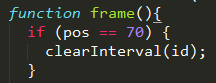 function frame(){
if (pos == 70) {
clearInterval(id);
}